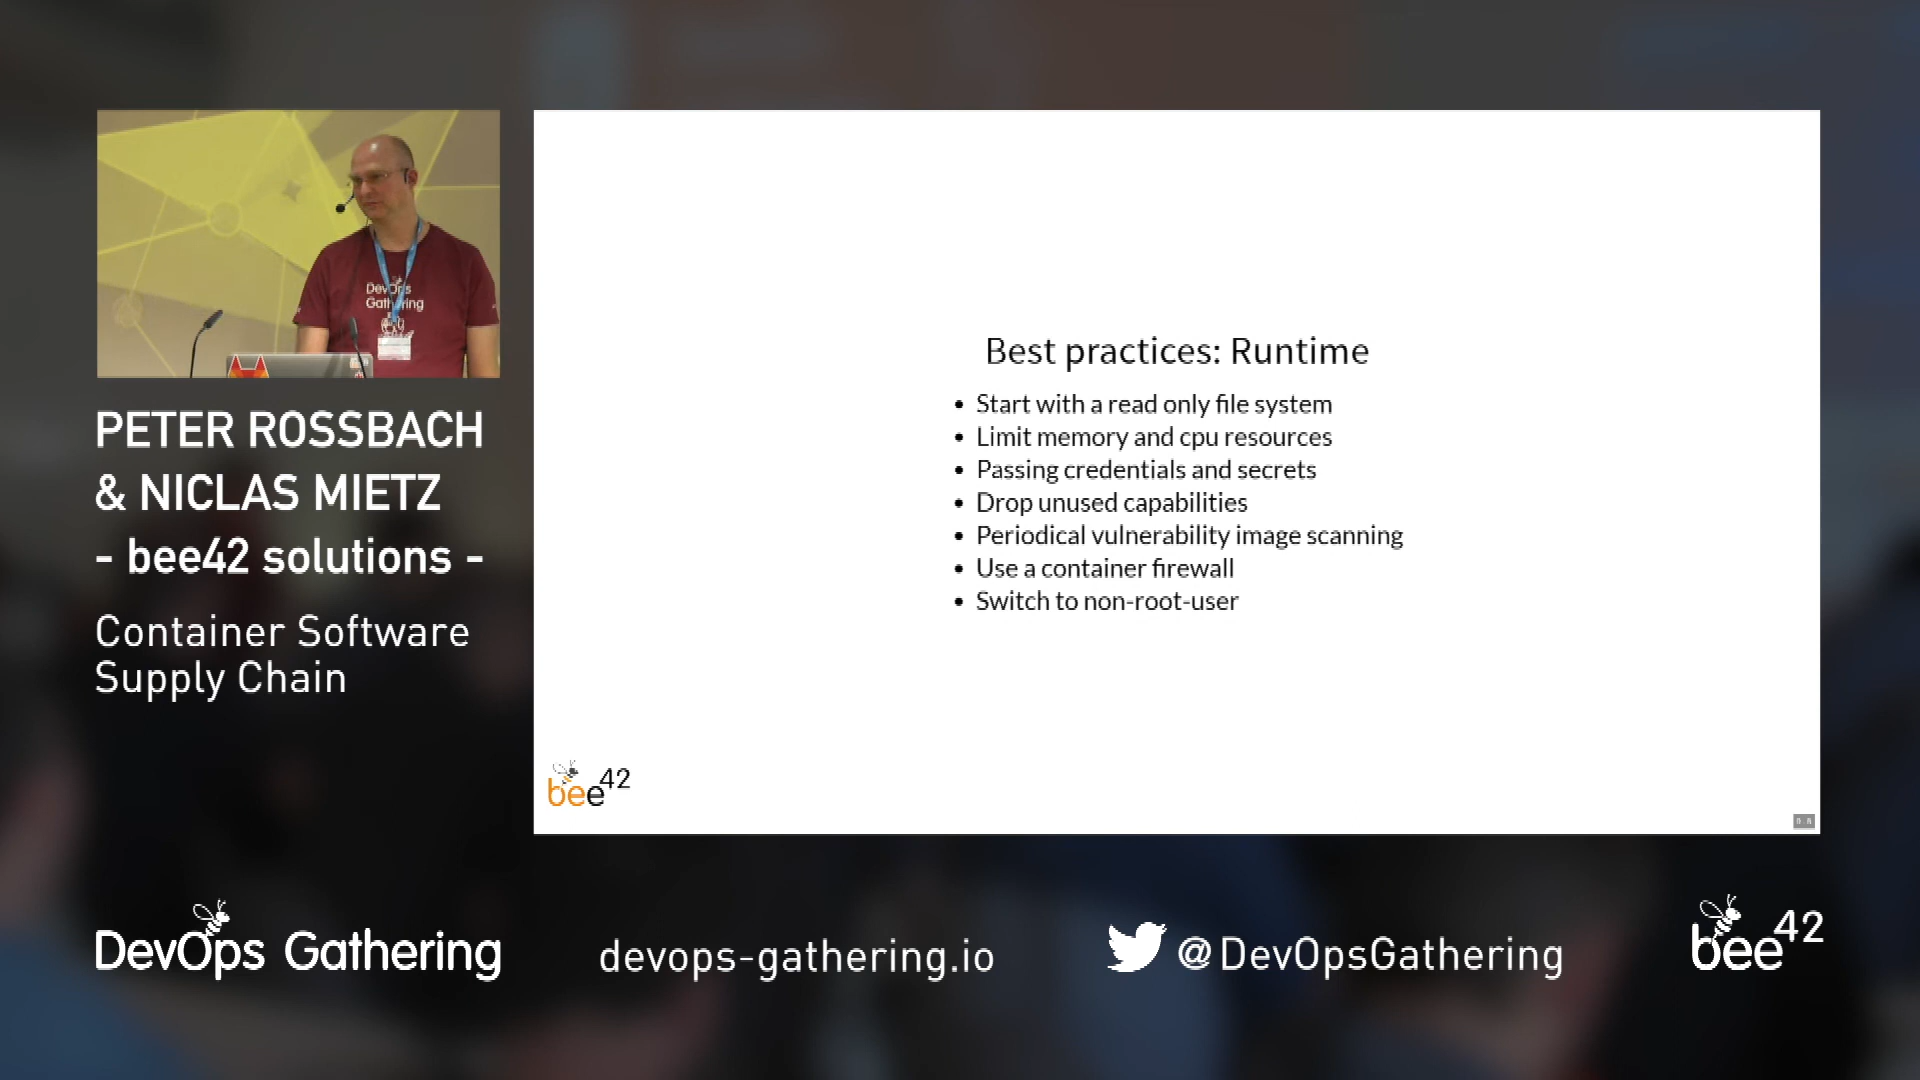 DevOps
Gathering
PETER ROSSBACH
& NICLAS MIETZ
- bee42 solutions -
Container Software
Supply Chain
Best practices: Runtime
• Start with a read only file system
• Limit memory and cpu resources
• Passing credentials and secrets
• Drop unused capabilities
• Periodical vulnerability image scanning
• Use a container firewall
• Switch to non-root-user
bee42
DevOps Gathering
devops-gathering.io
@DevOpsGathering
bee42